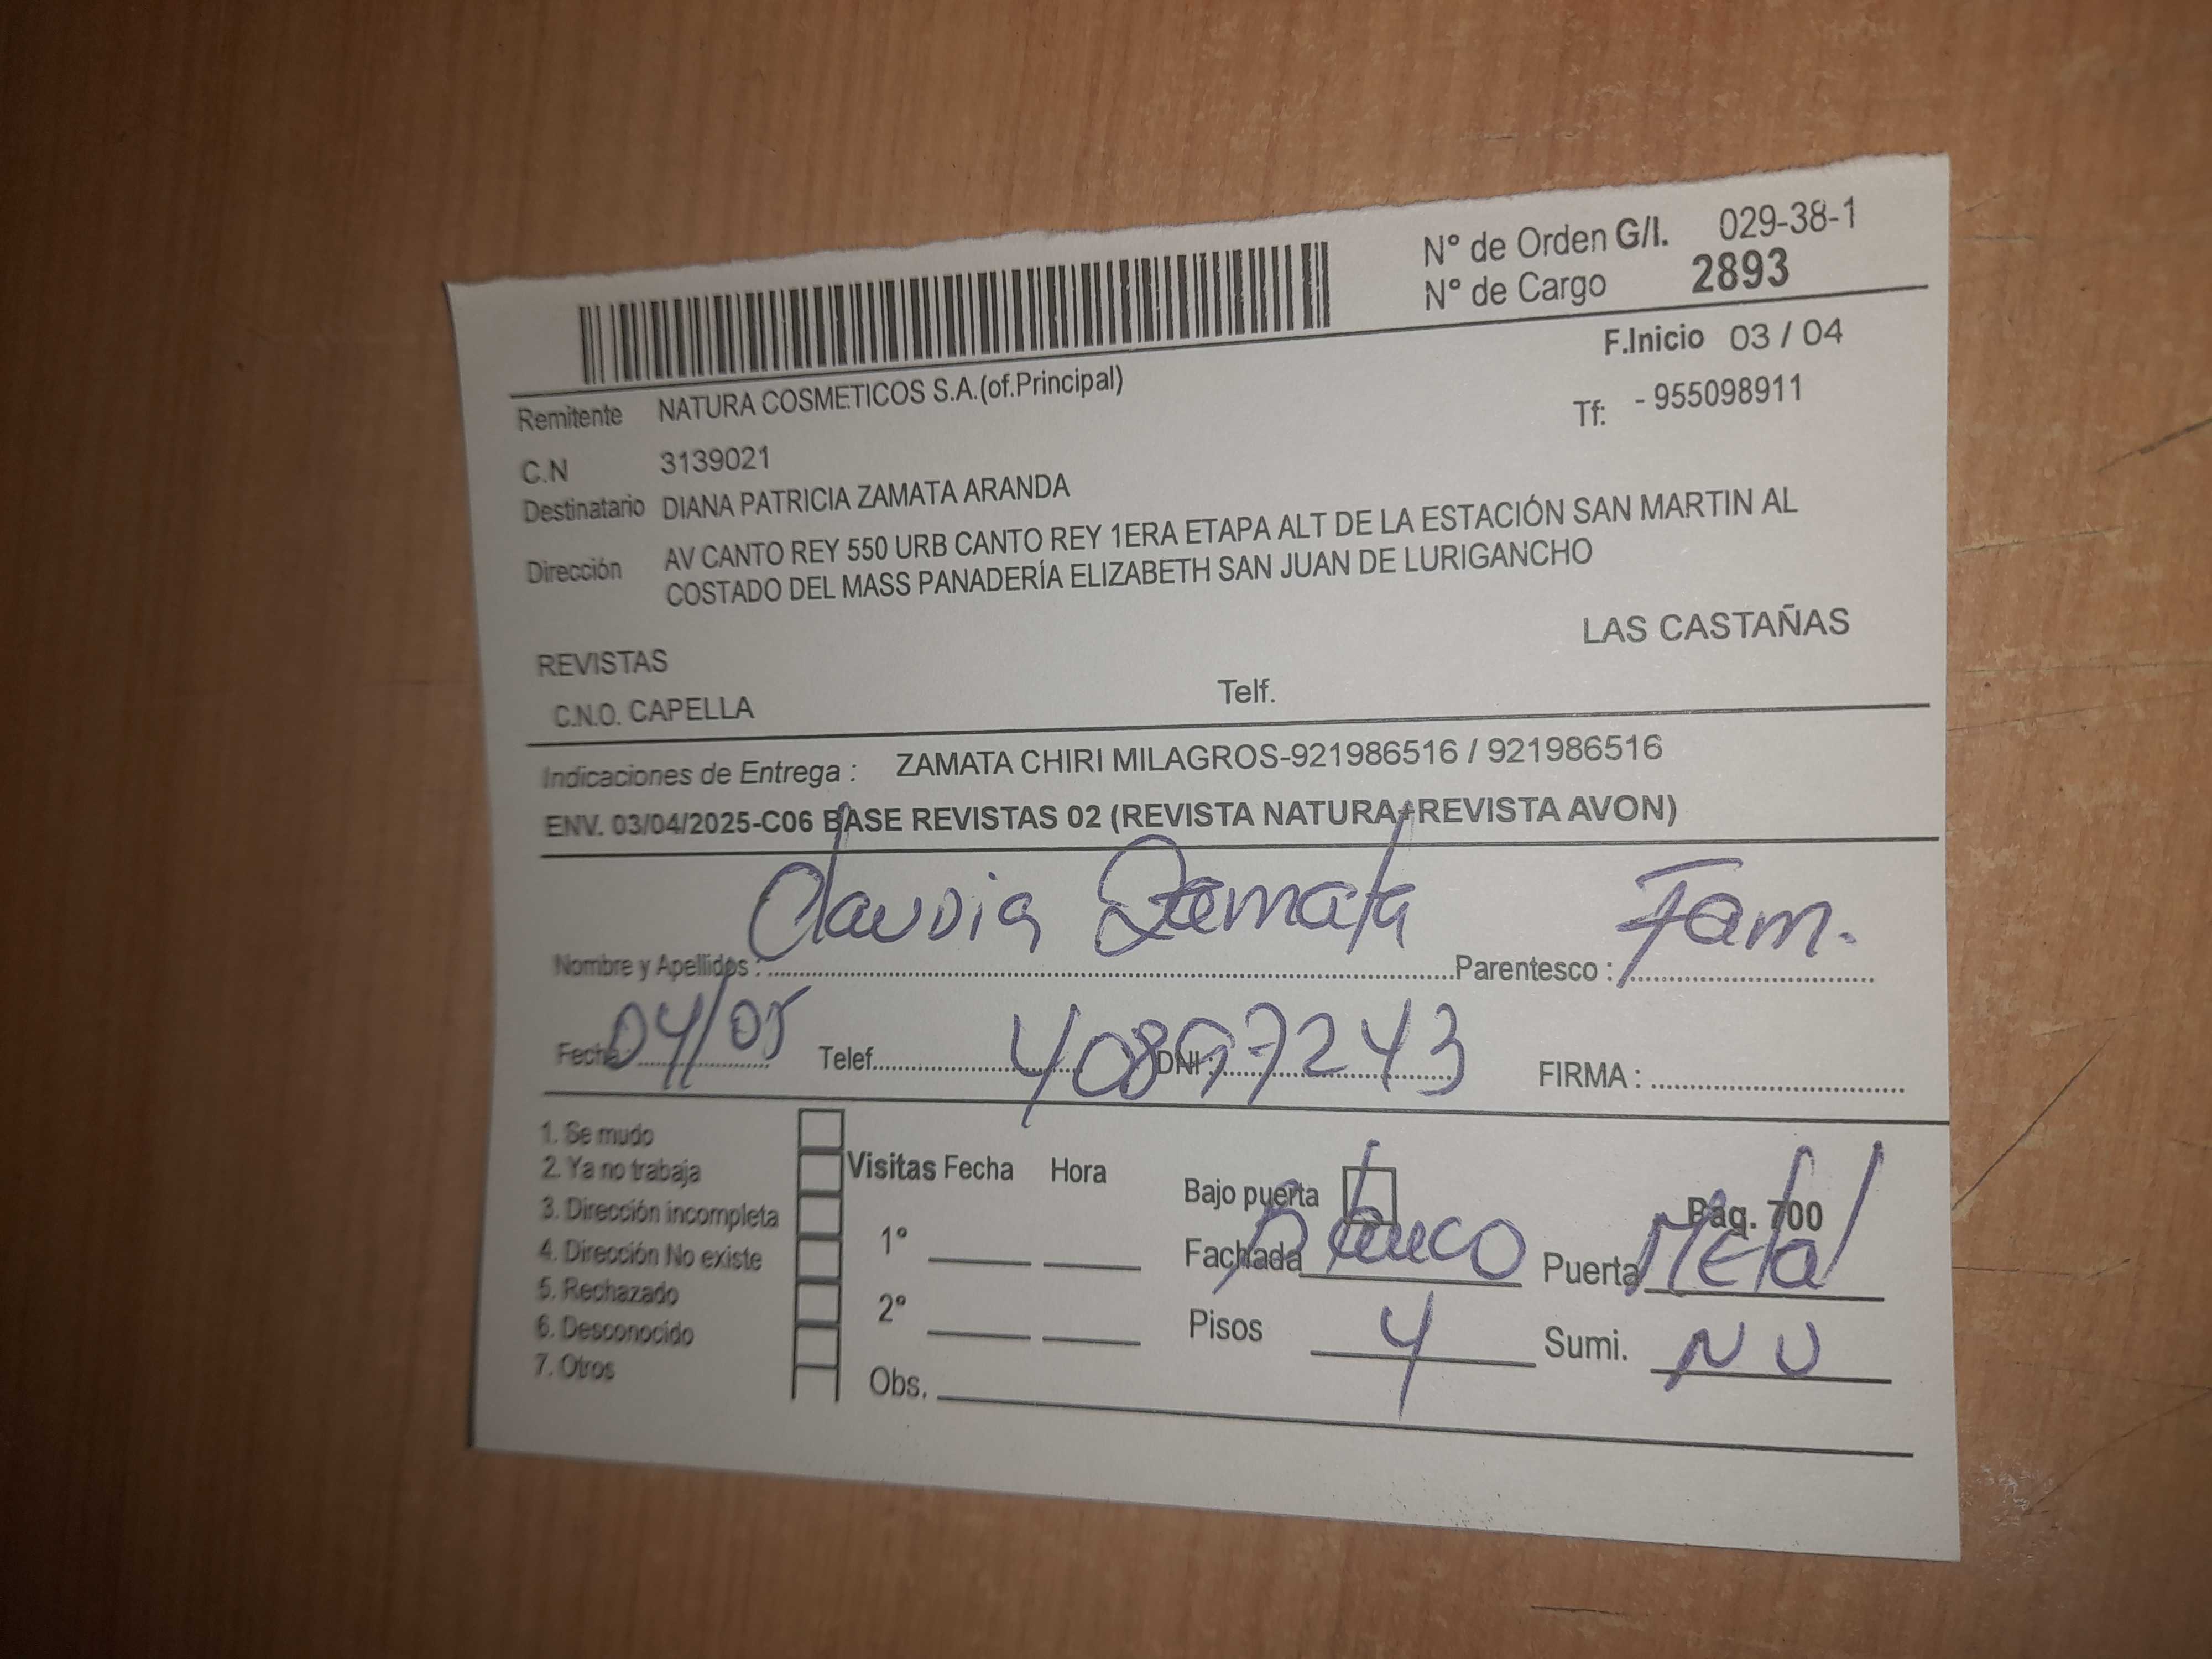 N° de Orden G/I. 029-38-1
N° de Cargo 2893
F.Inicio 03 / 04
Remitente NATURA COSMETICOS S.A.(of.Principal)
Tf: - 955098911
C.N 3139021
Destinatario DIANA PATRICIA ZAMATA ARANDA
Dirección AV CANTO REY 550 URB CANTO REY 1ERA ETAPA ALT DE LA ESTACIÓN SAN MARTIN AL
COSTADO DEL MASS PANADERÍA ELIZABETH SAN JUAN DE LURIGANCHO
LAS CASTAÑAS
REVISTAS
C.N.O. CAPELLA Telf.
Indicaciones de Entrega : ZAMATA CHIRI MILAGROS-921986516 / 921986516
ENV. 03/04/2025-C06 BASE REVISTAS 02 (REVISTA NATURA+REVISTA AVON)
Nombre y Apellidos : Claudia Zamata Parentesco : Fam.
Fecha : 04/05 Telef. DNI : 40897243 FIRMA :
1. Se mudo
2. Ya no trabaja
3. Dirección incompleta
4. Dirección No existe
5. Rechazado
6. Desconocido
7. Otros
Visitas Fecha Hora
1°
2°
Obs.
Bajo puerta Pag. 700
Fachada Blanco Puerta Metal
Pisos 4 Sumi. NO